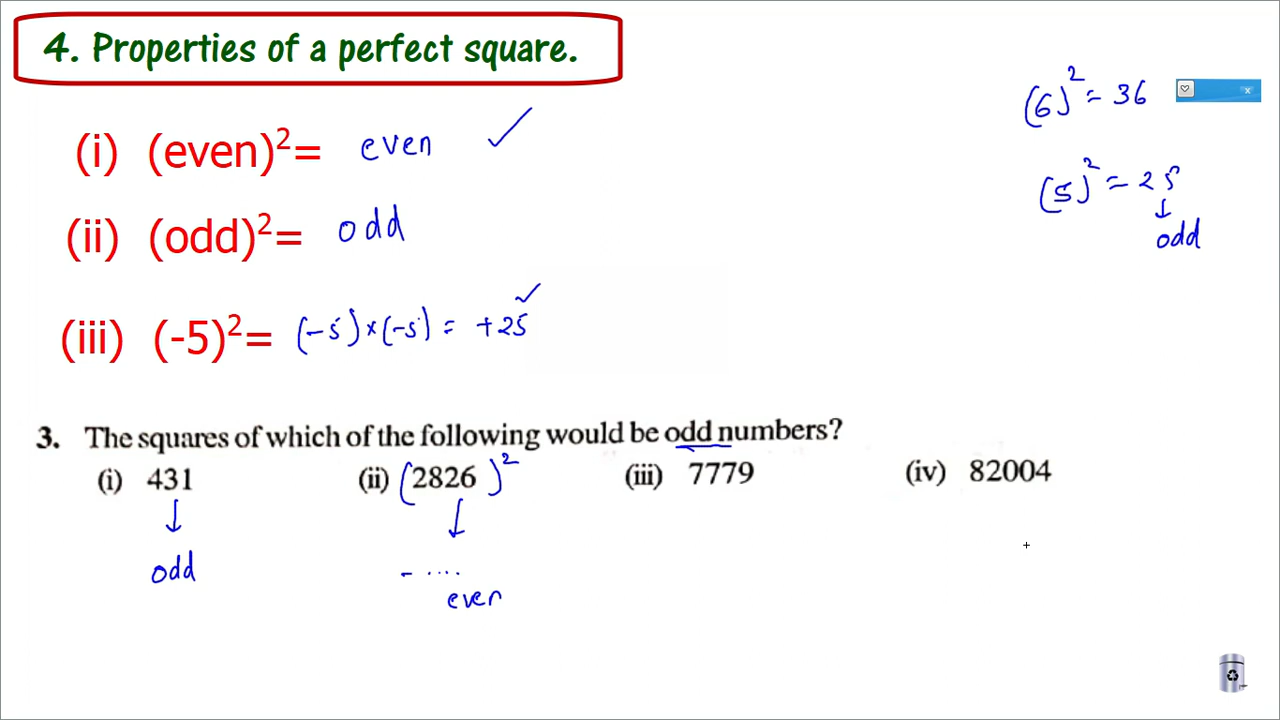 4. Properties of a perfect square.
(6)² = 36
(i) (even)²= even ✓
(5)² = 25
↓
odd
(ii) (odd)²= odd
(iii) (-5)²= (-5)×(-5) = +25 ✓
3. The squares of which of the following would be odd numbers?
(i) 431 (ii) (2826)² (iii) 7779 (iv) 82004
↓ ↓
odd - ....
even